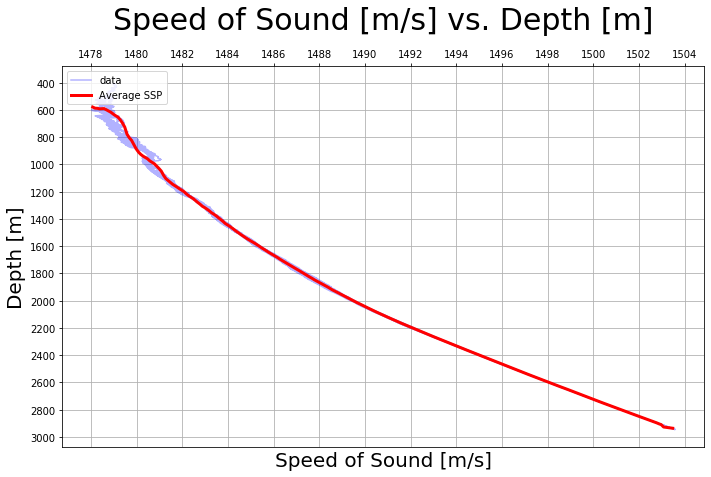 Speed of Sound [m/s] vs. Depth [m]
1478 1480 1482 1484 1486 1488 1490 1492 1494 1496 1498 1500 1502 1504
data
Average SSP
400
600
800
1000
1200
1400
1600
1800
2000
2200
2400
2600
2800
3000
Depth [m]
Speed of Sound [m/s]